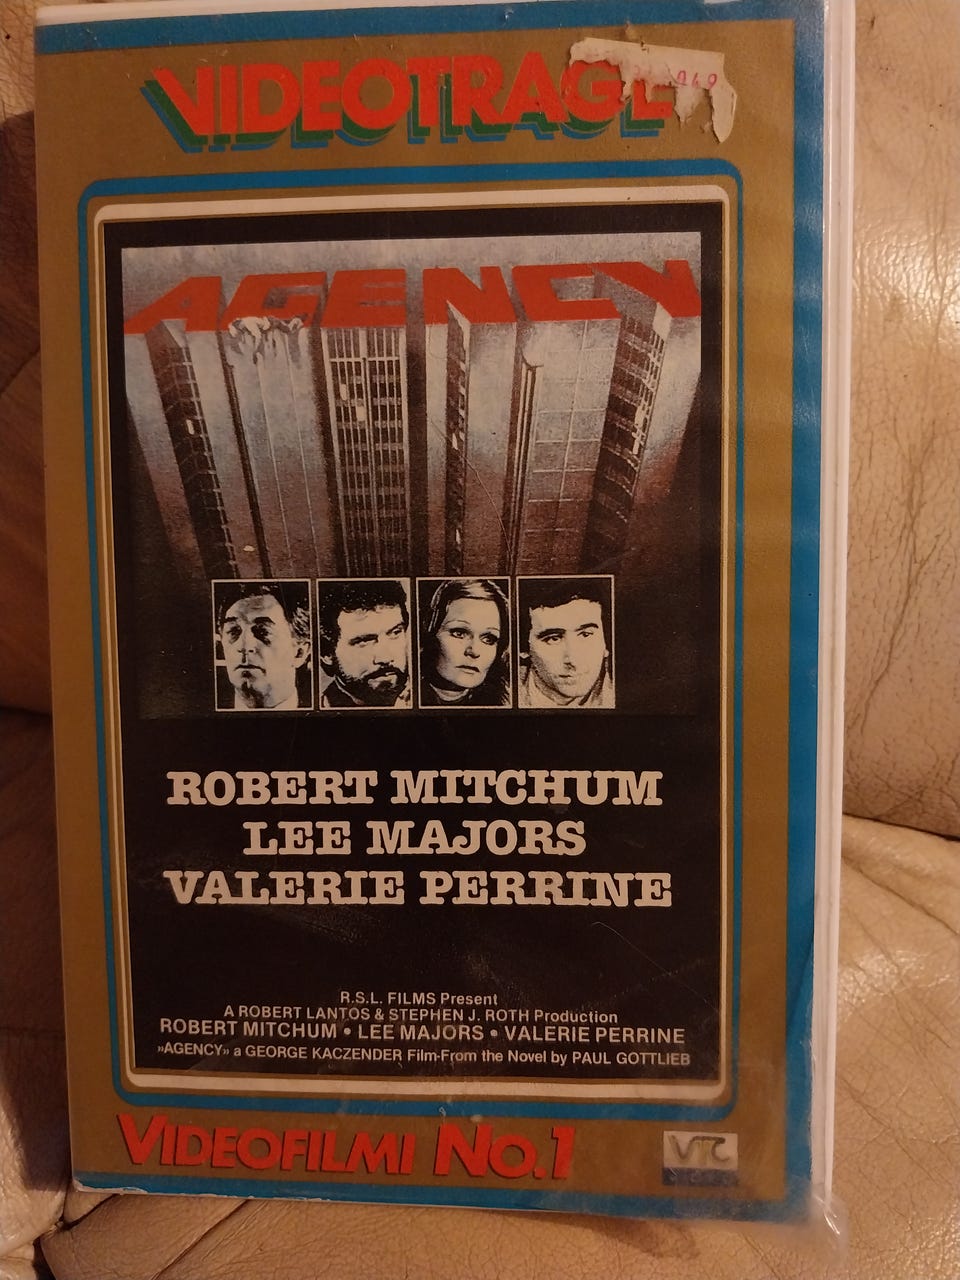 VIDEOTRADE
AGENCY
ROBERT MITCHUM
LEE MAJORS
VALERIE PERRINE
R.S.L. FILMS Present
A ROBERT LANTOS & STEPHEN J. ROTH Production
ROBERT MITCHUM • LEE MAJORS • VALERIE PERRINE
»AGENCY» a GEORGE KACZENDER Film-From the Novel by PAUL GOTTLIEB
VIDEOFILMI No.1
VTC